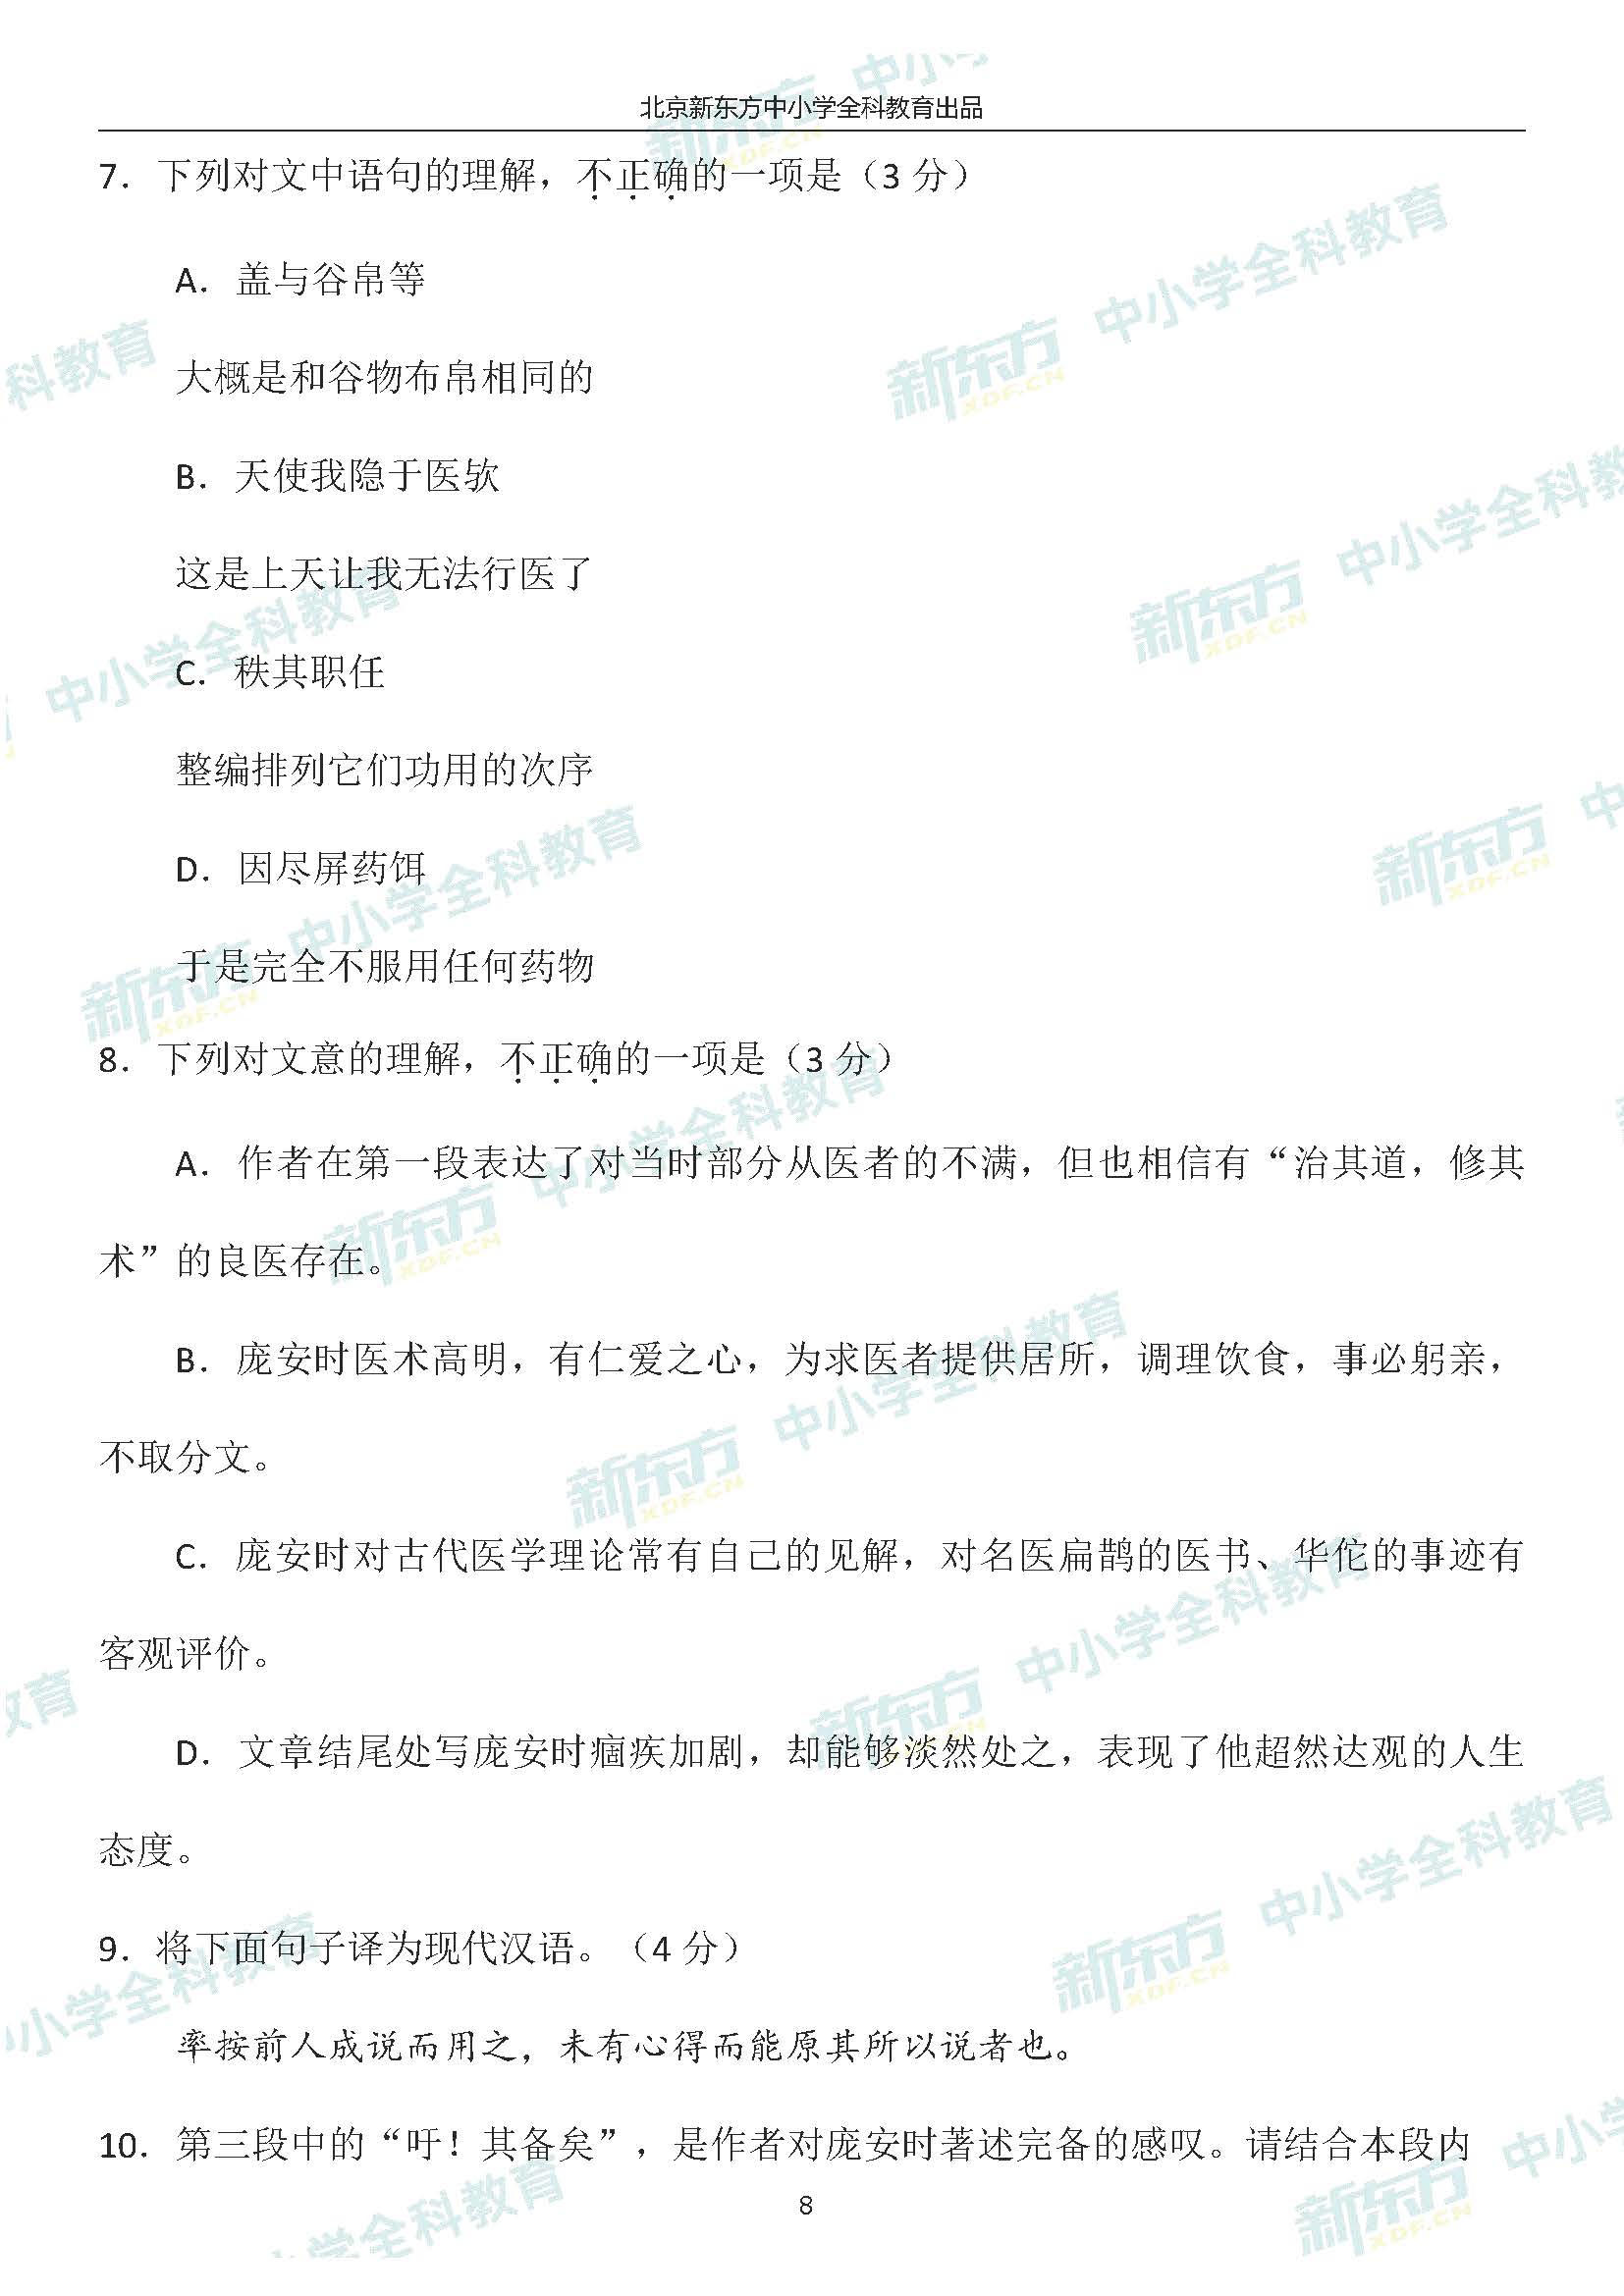 北京新东方中小学全科教育出品
7．下列对文中语句的理解，不正确的一项是（3 分）
A．盖与谷帛等
大概是和谷物布帛相同的
B．天使我隐于医欤
这是上天让我无法行医了
C．秩其职任
整编排列它们功用的次序
D．因尽屏药饵
于是完全不服用任何药物
8．下列对文意的理解，不正确的一项是（3 分）
A．作者在第一段表达了对当时部分从医者的不满，但也相信有“治其道，修其
术”的良医存在。
B．庞安时医术高明，有仁爱之心，为求医者提供居所，调理饮食，事必躬亲，
不取分文。
C．庞安时对古代医学理论常有自己的见解，对名医扁鹊的医书、华佗的事迹有
客观评价。
D．文章结尾处写庞安时痼疾加剧，却能够淡然处之，表现了他超然达观的人生
态度。
9．将下面句子译为现代汉语。（4 分）
率按前人成说而用之，未有心得而能原其所以说者也。
10．第三段中的“吁！其备矣”，是作者对庞安时著述完备的感叹。请结合本段内
8